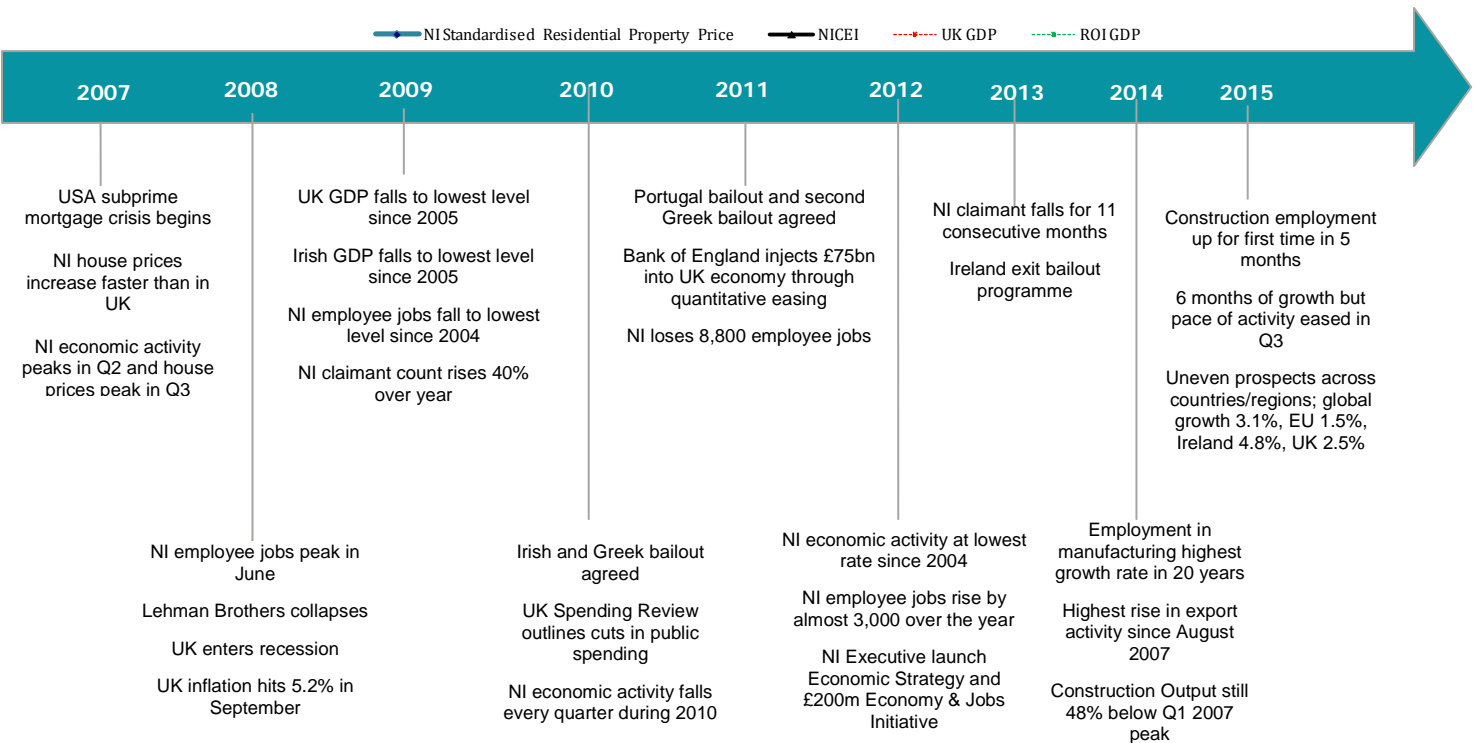 NI Standardised Residential Property Price NICEI UK GDP ROI GDP
2007 2008 2009 2010 2011 2012 2013 2014 2015
USA subprime
mortgage crisis begins
NI house prices
increase faster than in
UK
NI economic activity
peaks in Q2 and house
prices peak in Q3
NI employee jobs peak in
June
Lehman Brothers collapses
UK enters recession
UK inflation hits 5.2% in
September
UK GDP falls to lowest level
since 2005
Irish GDP falls to lowest level
since 2005
NI employee jobs fall to lowest
level since 2004
NI claimant count rises 40%
over year
Irish and Greek bailout
agreed
UK Spending Review
outlines cuts in public
spending
NI economic activity falls
every quarter during 2010
Portugal bailout and second
Greek bailout agreed
Bank of England injects £75bn
into UK economy through
quantitative easing
NI loses 8,800 employee jobs
NI economic activity at lowest
rate since 2004
NI employee jobs rise by
almost 3,000 over the year
NI Executive launch
Economic Strategy and
£200m Economy & Jobs
Initiative
NI claimant falls for 11
consecutive months
Ireland exit bailout
programme
Employment in
manufacturing highest
growth rate in 20 years
Highest rise in export
activity since August
2007
Construction Output still
48% below Q1 2007
peak
Construction employment
up for first time in 5
months
6 months of growth but
pace of activity eased in
Q3
Uneven prospects across
countries/regions; global
growth 3.1%, EU 1.5%,
Ireland 4.8%, UK 2.5%